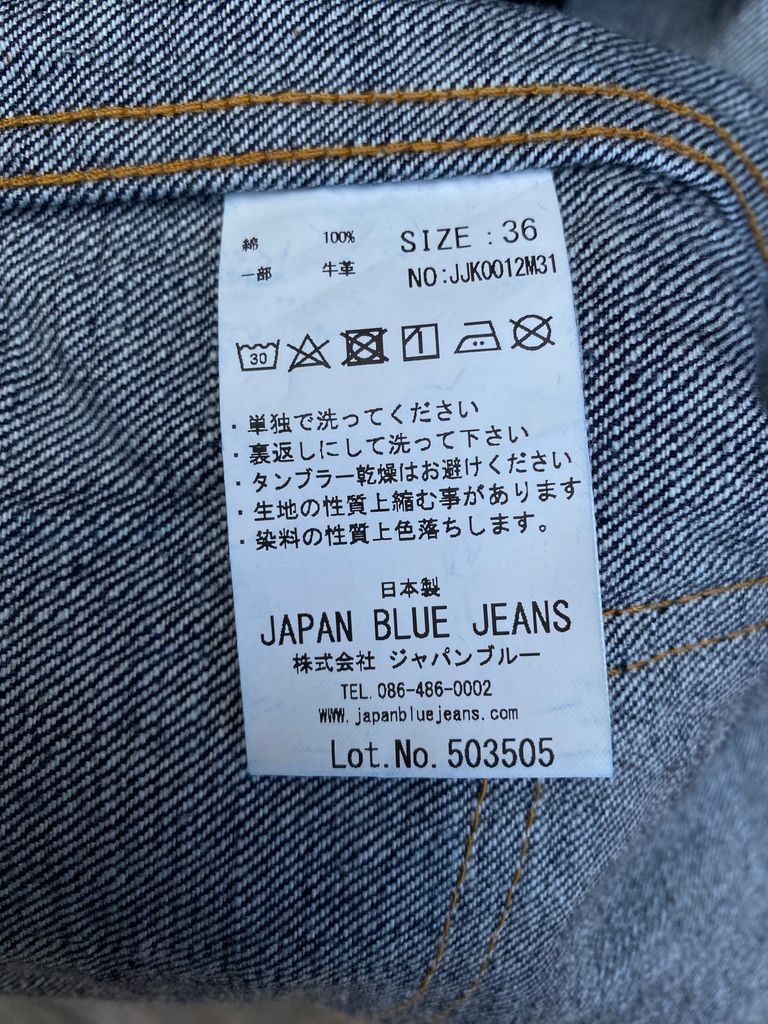 綿 100% SIZE : 36
一部 牛革 NO:JJK0012M31
30
・単独で洗ってください
・裏返しにして洗って下さい
・タンブラー乾燥はお避けください
・生地の性質上縮む事があります
・染料の性質上色落ちします。
日本製
JAPAN BLUE JEANS
株式会社 ジャパンブルー
TEL. 086-486-0002
WWW. japanbluejeans. com
Lot. No. 503505